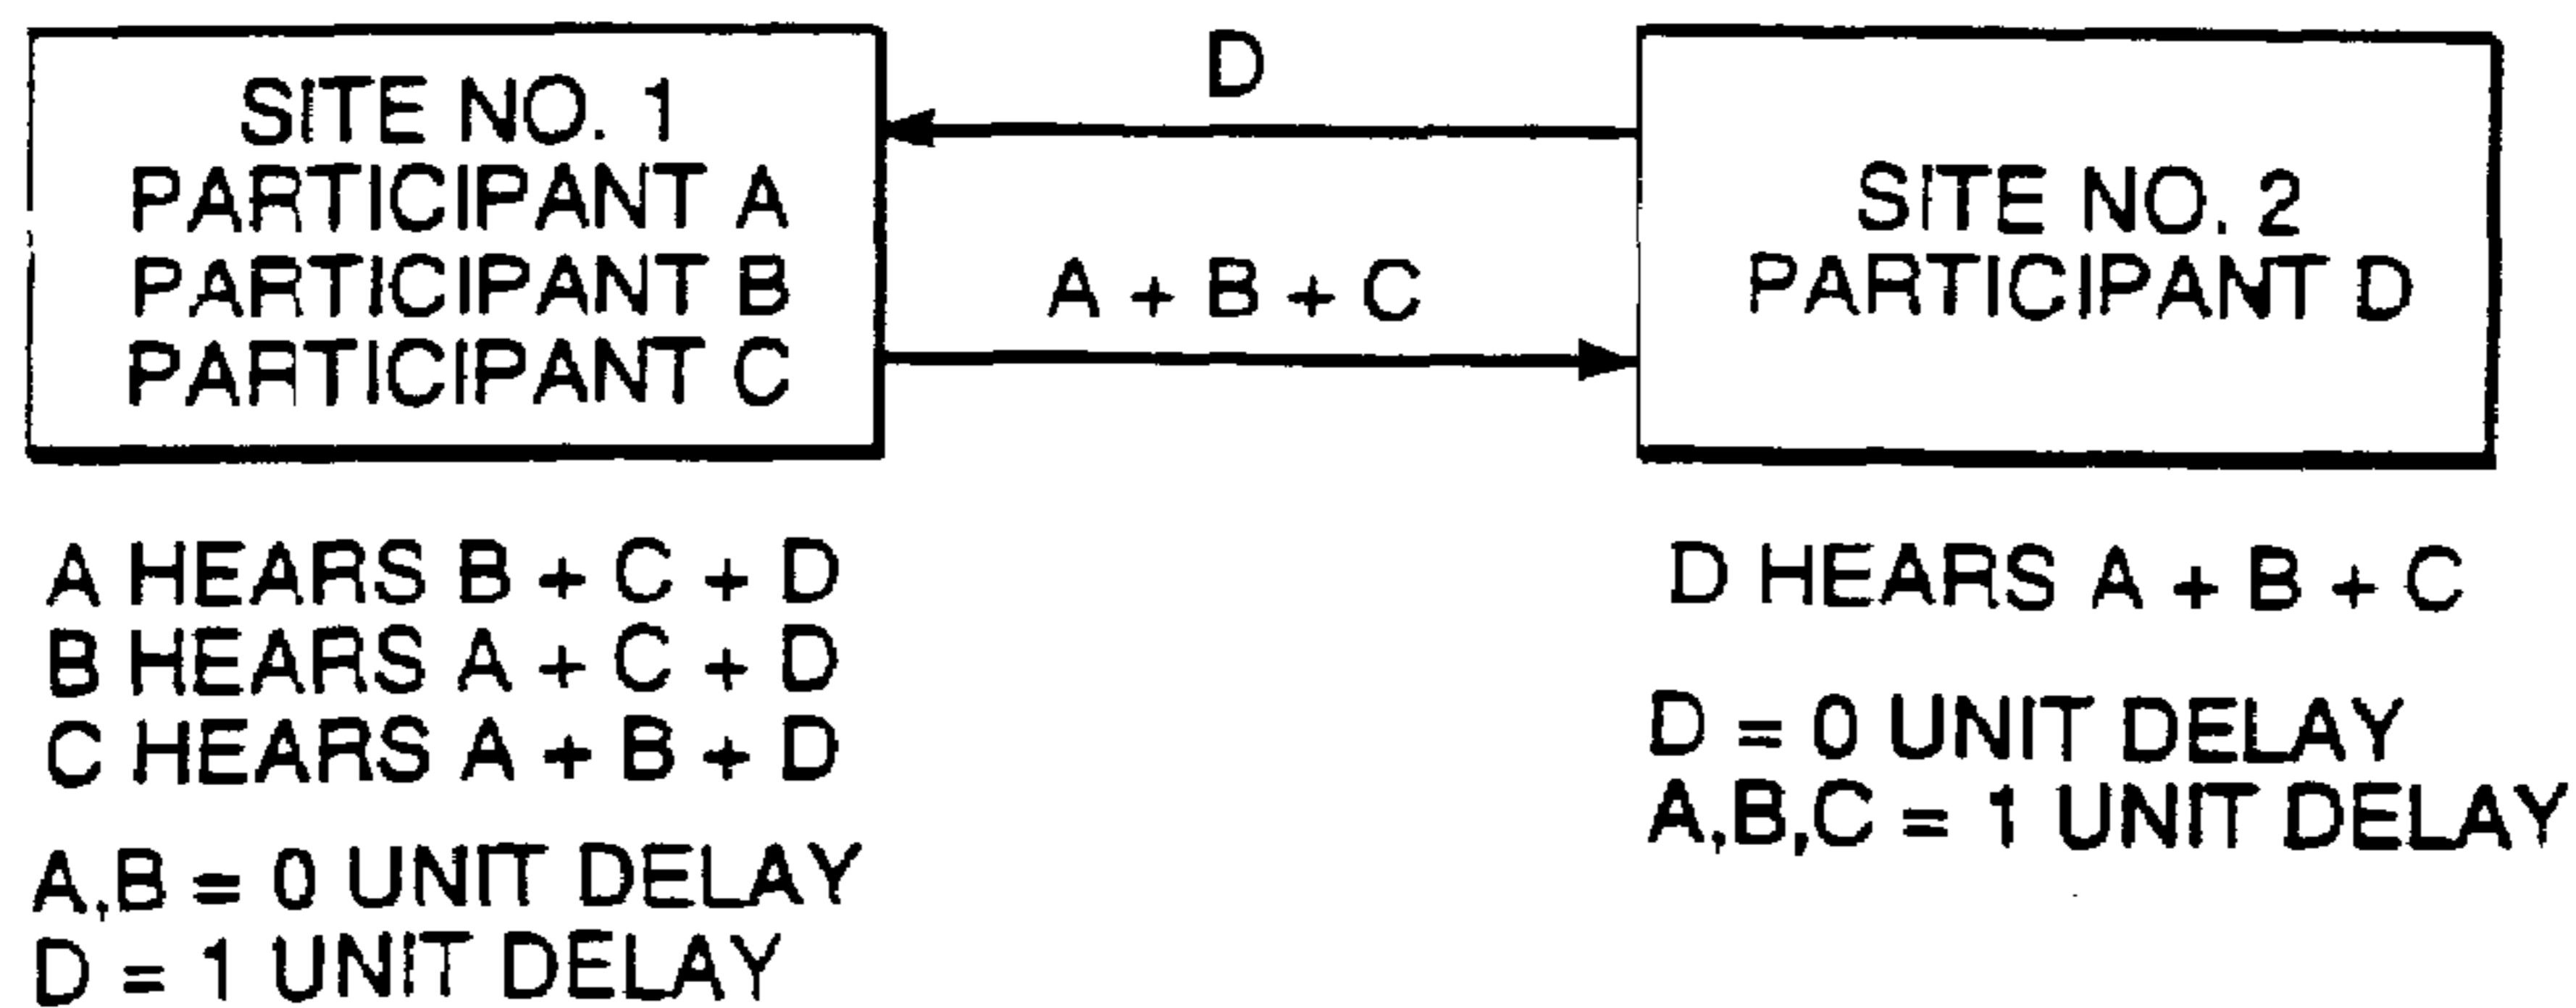 SITE NO. 1
PARTICIPANT A
PARTICIPANT B
PARTICIPANT C
D
A + B + C
SITE NO. 2
PARTICIPANT D
A HEARS B + C + D
B HEARS A + C + D
C HEARS A + B + D
A,B = 0 UNIT DELAY
D = 1 UNIT DELAY
D HEARS A + B + C
D = 0 UNIT DELAY
A,B,C = 1 UNIT DELAY